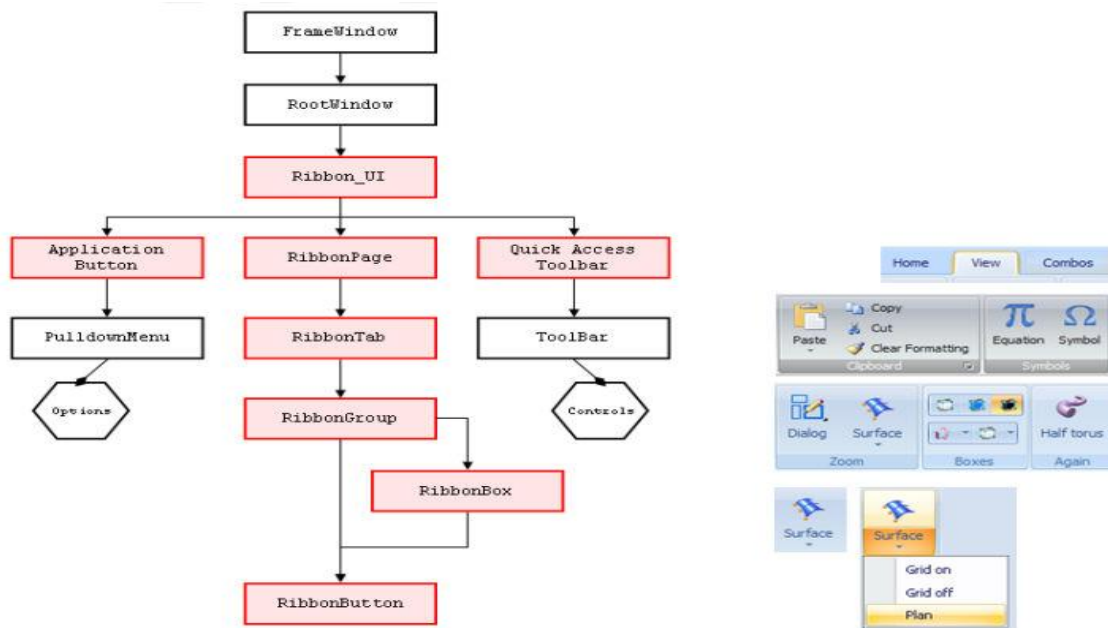 FrameWindow
RootWindow
Ribbon_UI
Application
Button
RibbonPage
Quick Access
Toolbar
PulldownMenu
RibbonTab
ToolBar
Options
RibbonGroup
Controls
RibbonBox
RibbonButton
Home View Combos
Paste
Copy
Cut
Clear Formatting
Clipboard
Equation Symbol
Symbols
Dialog Surface
Zoom
Boxes
Half torus
Again
Surface
Surface
Grid on
Grid off
Plan